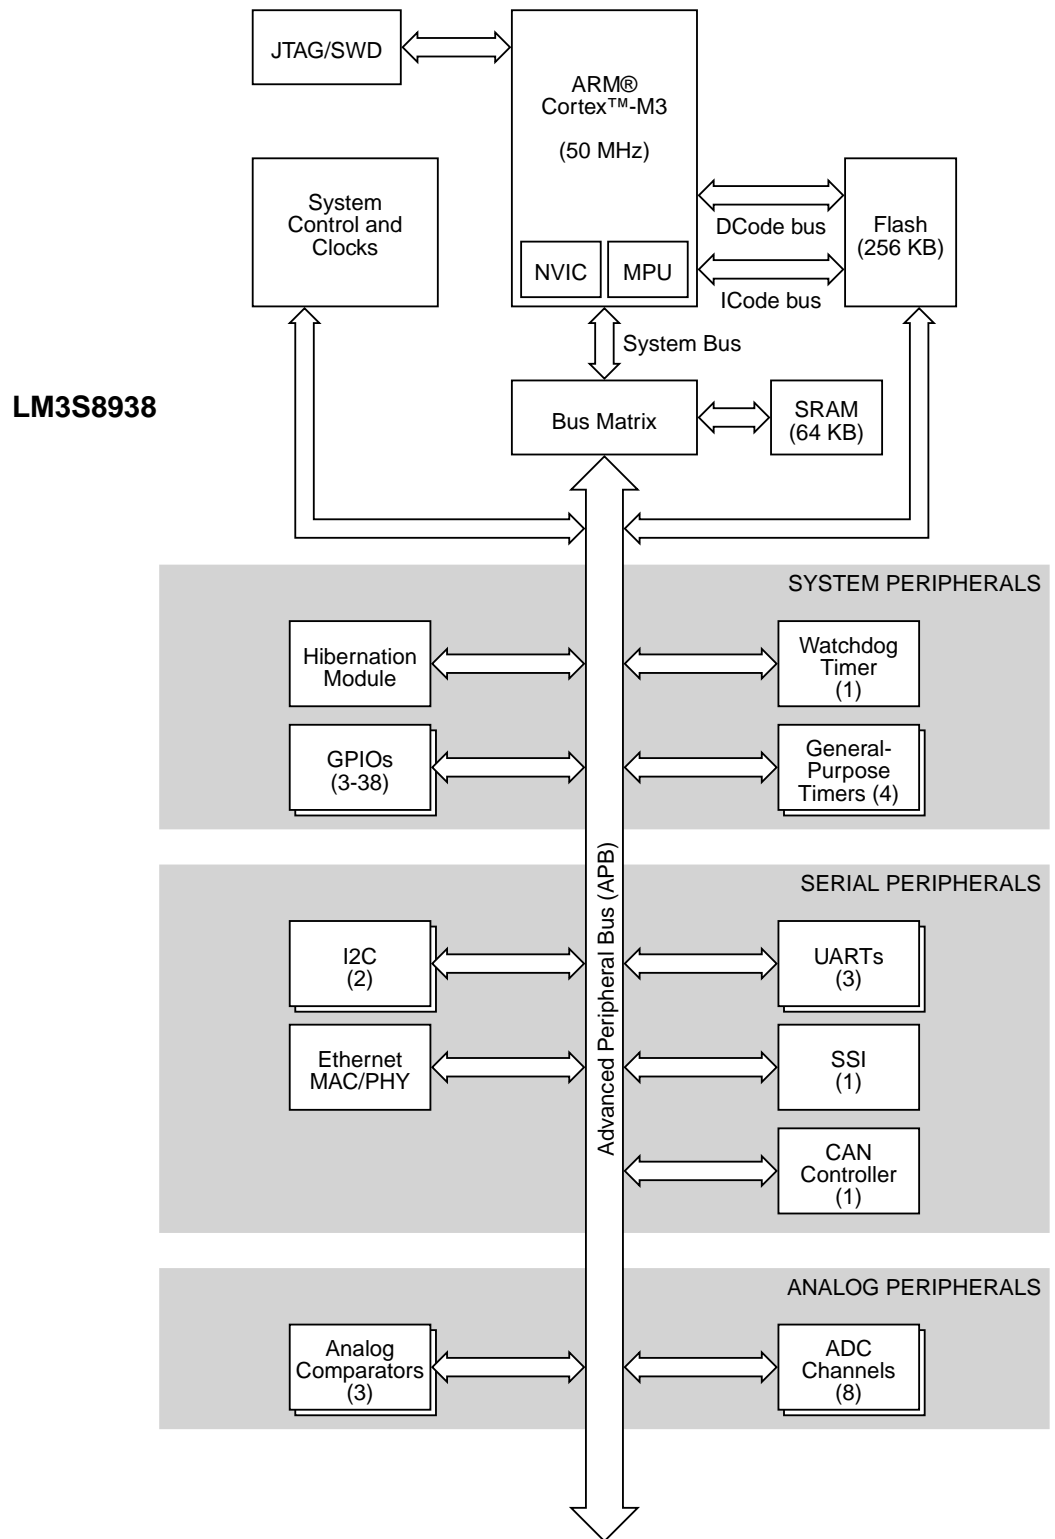 JTAG/SWD
ARM®
Cortex™-M3
(50 MHz)
System
Control and
Clocks
DCode bus
Flash
(256 KB)
NVIC
MPU
ICode bus
System Bus
LM3S8938
Bus Matrix
SRAM
(64 KB)
SYSTEM PERIPHERALS
Hibernation
Module
Watchdog
Timer
(1)
GPIOs
(3-38)
General-
Purpose
Timers (4)
Advanced Peripheral Bus (APB)
SERIAL PERIPHERALS
I2C
(2)
UARTs
(3)
Ethernet
MAC/PHY
SSI
(1)
CAN
Controller
(1)
ANALOG PERIPHERALS
Analog
Comparators
(3)
ADC
Channels
(8)